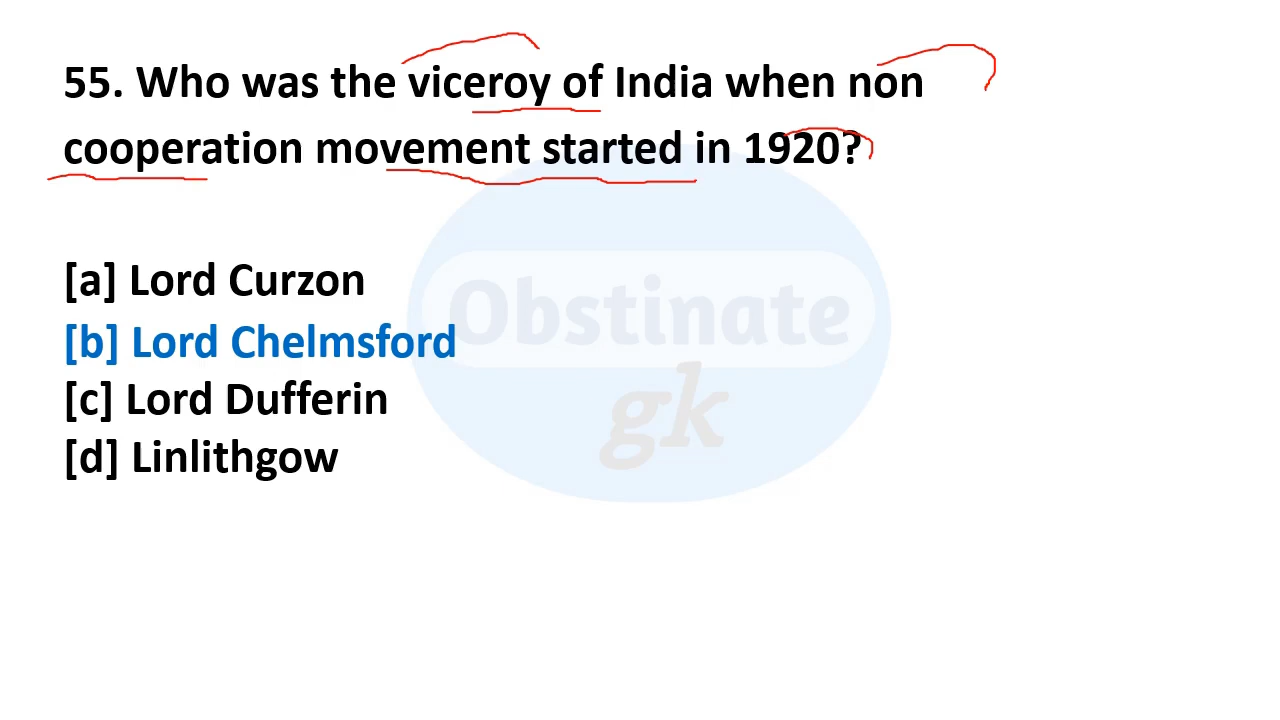 55. Who was the viceroy of India when non
cooperation movement started in 1920?
[a] Lord Curzon
[b] Lord Chelmsford
[c] Lord Dufferin
[d] Linlithgow
Obstinate
gk